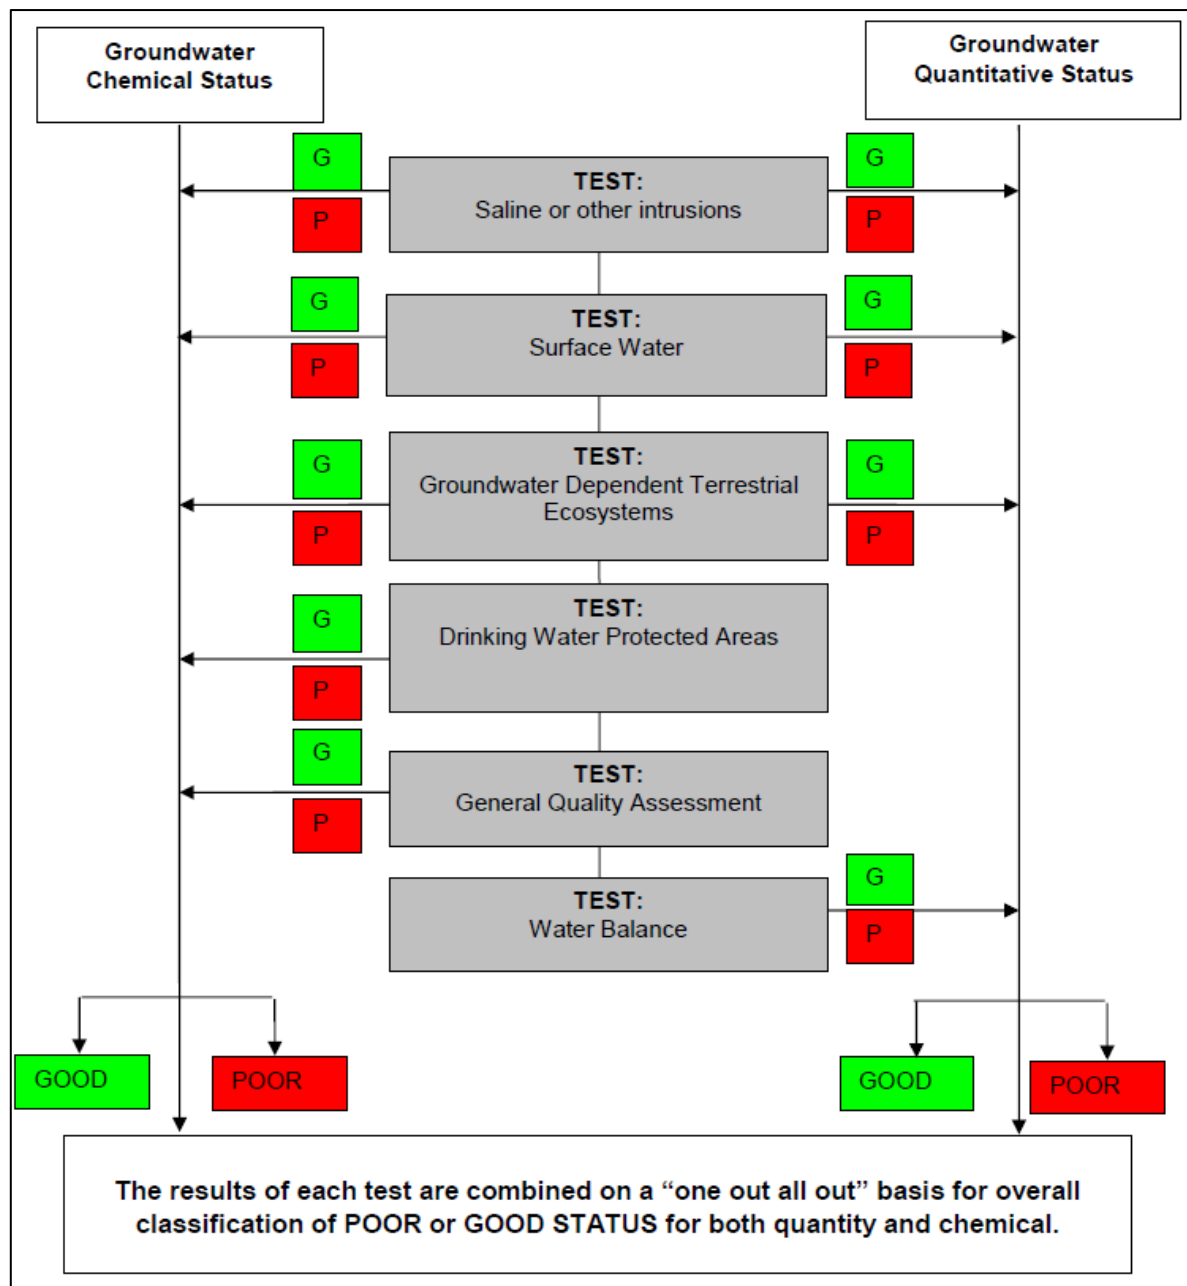 Groundwater
Chemical Status
Groundwater
Quantitative Status
G
P
TEST:
Saline or other intrusions
G
P
G
P
TEST:
Surface Water
G
P
G
P
TEST:
Groundwater Dependent Terrestrial
Ecosystems
G
P
G
P
TEST:
Drinking Water Protected Areas
G
P
TEST:
General Quality Assessment
TEST:
Water Balance
G
P
GOOD
POOR
GOOD
POOR
The results of each test are combined on a “one out all out” basis for overall
classification of POOR or GOOD STATUS for both quantity and chemical.